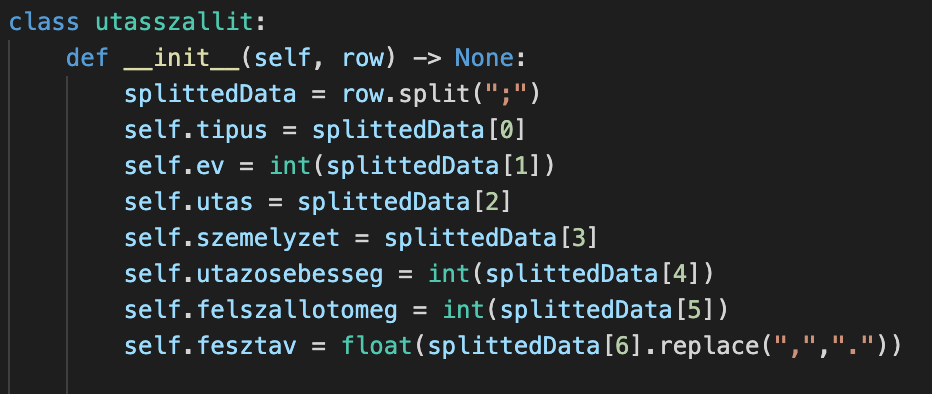 class utasszallit:
    def __init__(self, row) -> None:
        splittedData = row.split(";")
        self.tipus = splittedData[0]
        self.ev = int(splittedData[1])
        self.utas = splittedData[2]
        self.szemelyzet = splittedData[3]
        self.utazosebesseg = int(splittedData[4])
        self.felszallotomeg = int(splittedData[5])
        self.fesztav = float(splittedData[6].replace(",","."))